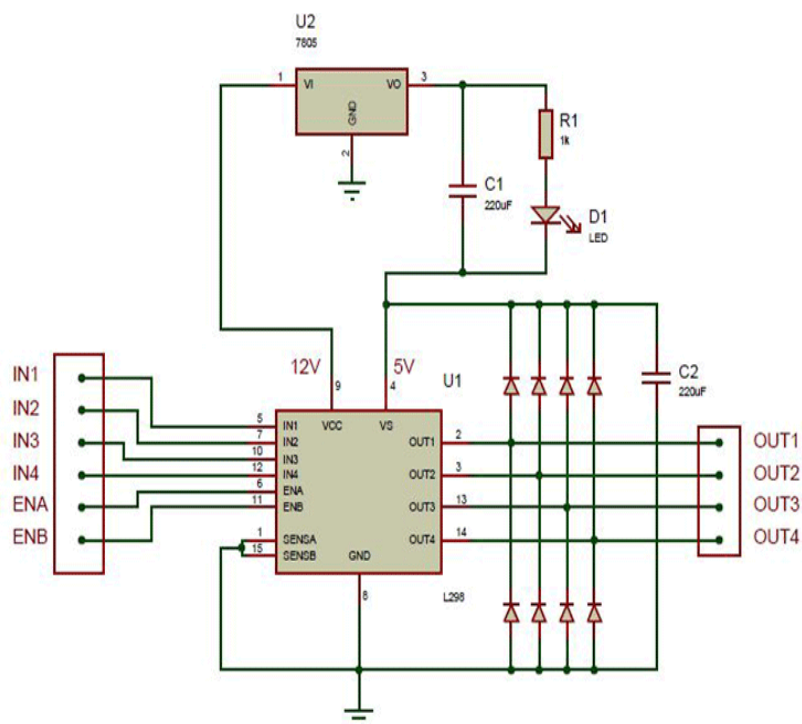 U2
7805
1 VI VO 3
GND
2
R1
1k
C1
220uF
D1
LED
12V 5V
9 4
U1
C2
220uF
IN1
IN2
IN3
IN4
ENA
ENB
5 IN1 VCC VS
7 IN2 OUT1 2
10 IN3
12 IN4 OUT2 3
6 ENA
11 ENB OUT3 13
1 SENSA OUT4 14
15 SENSB GND
8
L298
OUT1
OUT2
OUT3
OUT4